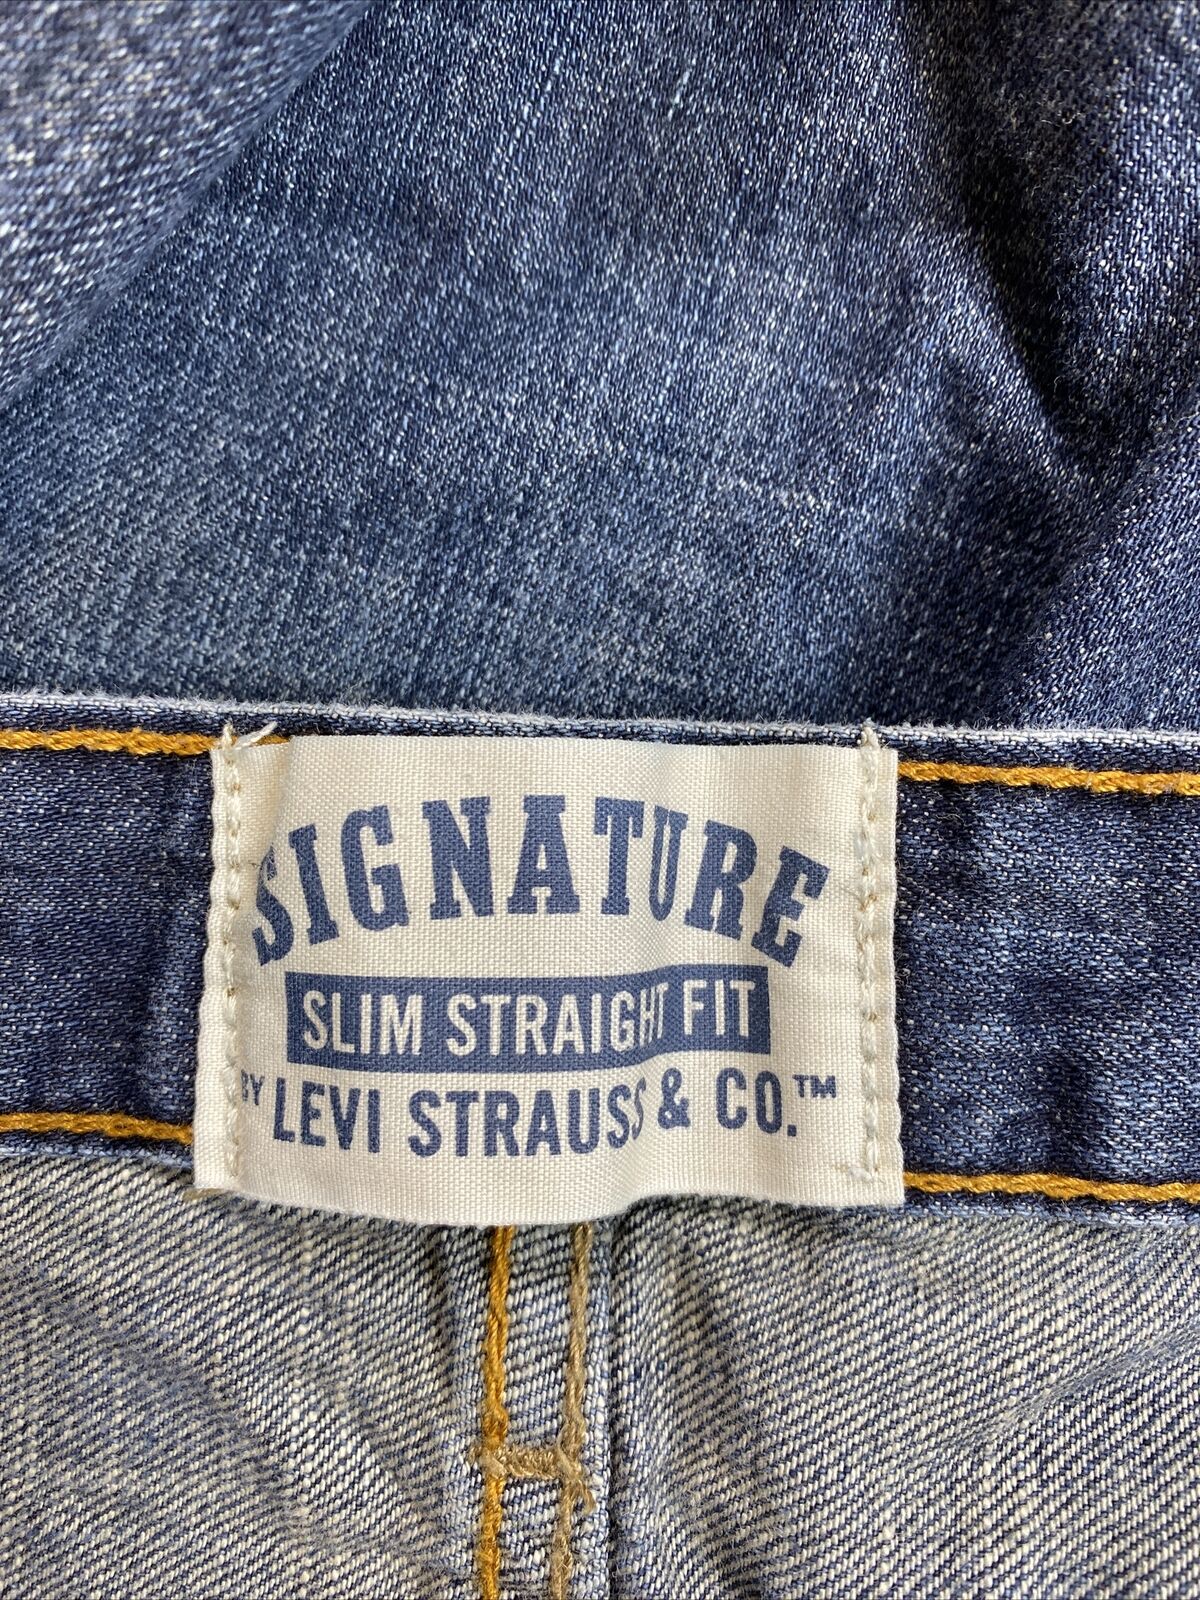 SIGNATURE
SLIM STRAIGHT FIT
BY LEVI STRAUSS & CO.™